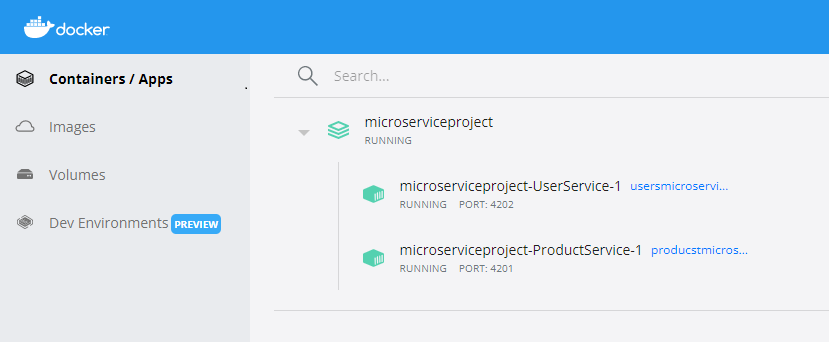 docker
Containers / Apps
Images
Volumes
Dev Environments PREVIEW
Search...
microserviceproject
RUNNING
microserviceproject-UserService-1 usersmicroservi...
RUNNING PORT: 4202
microserviceproject-ProductService-1 producstmicros...
RUNNING PORT: 4201